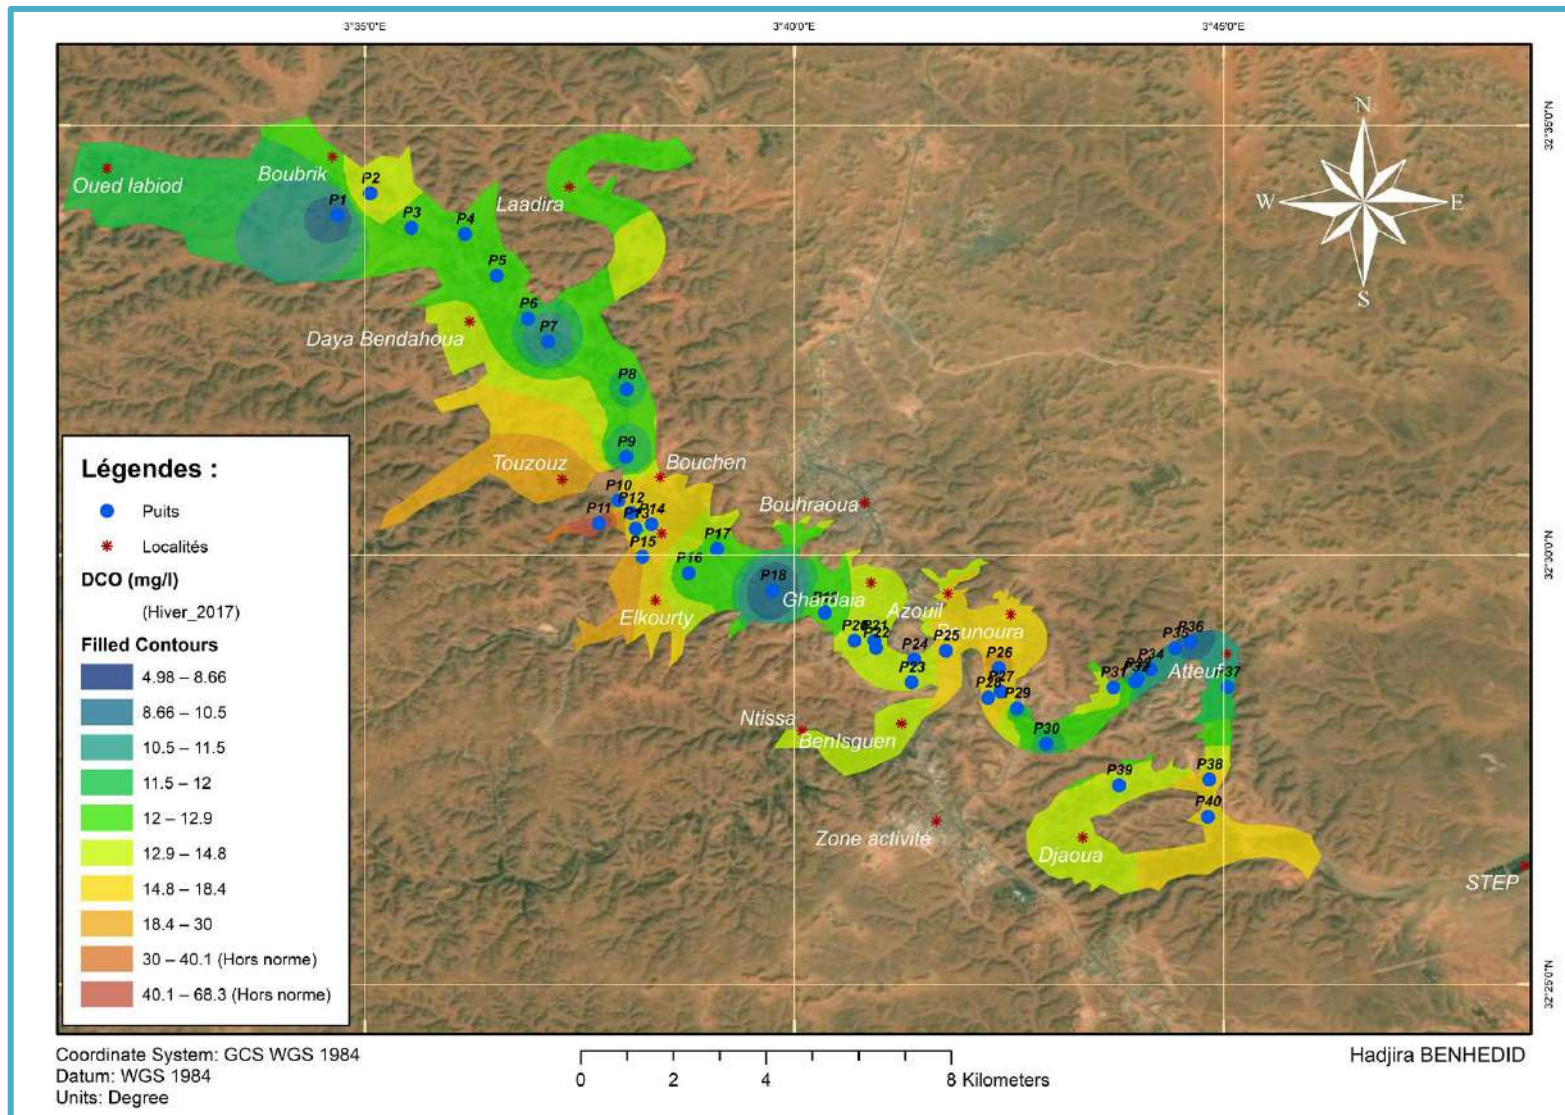 3°35'0"E
3°40'0"E
3°45'0"E
32°35'0"N
32°30'0"N
32°25'0"N
N
W
E
S
Oued labiod
Boubrik
P2
P1
P3
P4
Laadira
P5
P6
P7
Daya Bendahoua
P8
P9
Touzouz
Bouchen
P10
P12
P11
P13
P14
P15
P17
P16
Bouhraoua
P18
Ghardaia
Elkourty
Azouil
Bounoura
P20
P21
P22
P24
P25
P23
P26
P27
P28
P29
P30
P31
P34
P35
P36
Atteuf
P37
Ntissa
BenIsguen
P39
P38
P40
Zone activité
Djaoua
STEP
Légendes :
Puits
Localités
DCO (mg/l)
(Hiver_2017)
Filled Contours
4.98 – 8.66
8.66 – 10.5
10.5 – 11.5
11.5 – 12
12 – 12.9
12.9 – 14.8
14.8 – 18.4
18.4 – 30
30 – 40.1 (Hors norme)
40.1 – 68.3 (Hors norme)
Coordinate System: GCS WGS 1984
Datum: WGS 1984
Units: Degree
0 2 4 8 Kilometers
Hadjira BENHEDID